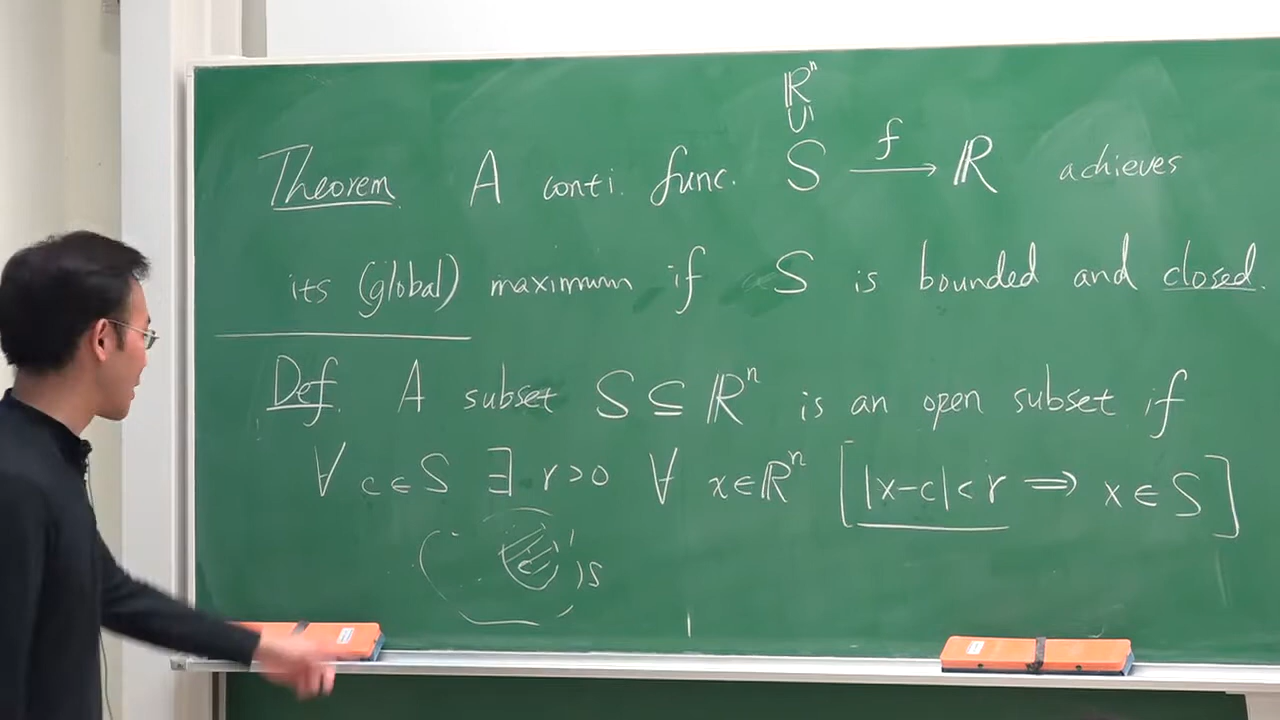 ℝⁿ
∪ı
Theorem. A conti. func. S —f→ ℝ achieves
its (global) maximum if S is bounded and closed.
Def. A subset S ⊆ ℝⁿ is an open subset if
∀ c∈S ∃ r>0 ∀ x∈ℝⁿ [|x-c|<r ⇒ x∈S]
c S